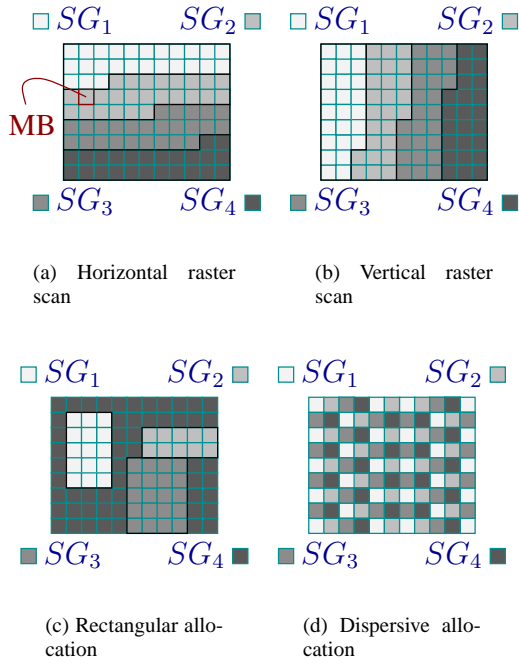 SG1 SG2 SG1 SG2
MB
SG3 SG4 SG3 SG4
(a) Horizontal raster
scan
(b) Vertical raster
scan
SG1 SG2 SG1 SG2
SG3 SG4 SG3 SG4
(c) Rectangular allo-
cation
(d) Dispersive allo-
cation